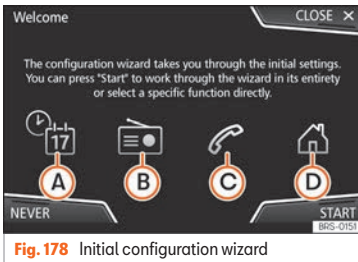 Welcome
CLOSE ×
The configuration wizard takes you through the initial settings.
You can press "Start" to work through the wizard in its entirety
or select a specific function directly.
17
A
B
C
D
NEVER
START
BRS-0151
Fig. 178 Initial configuration wizard